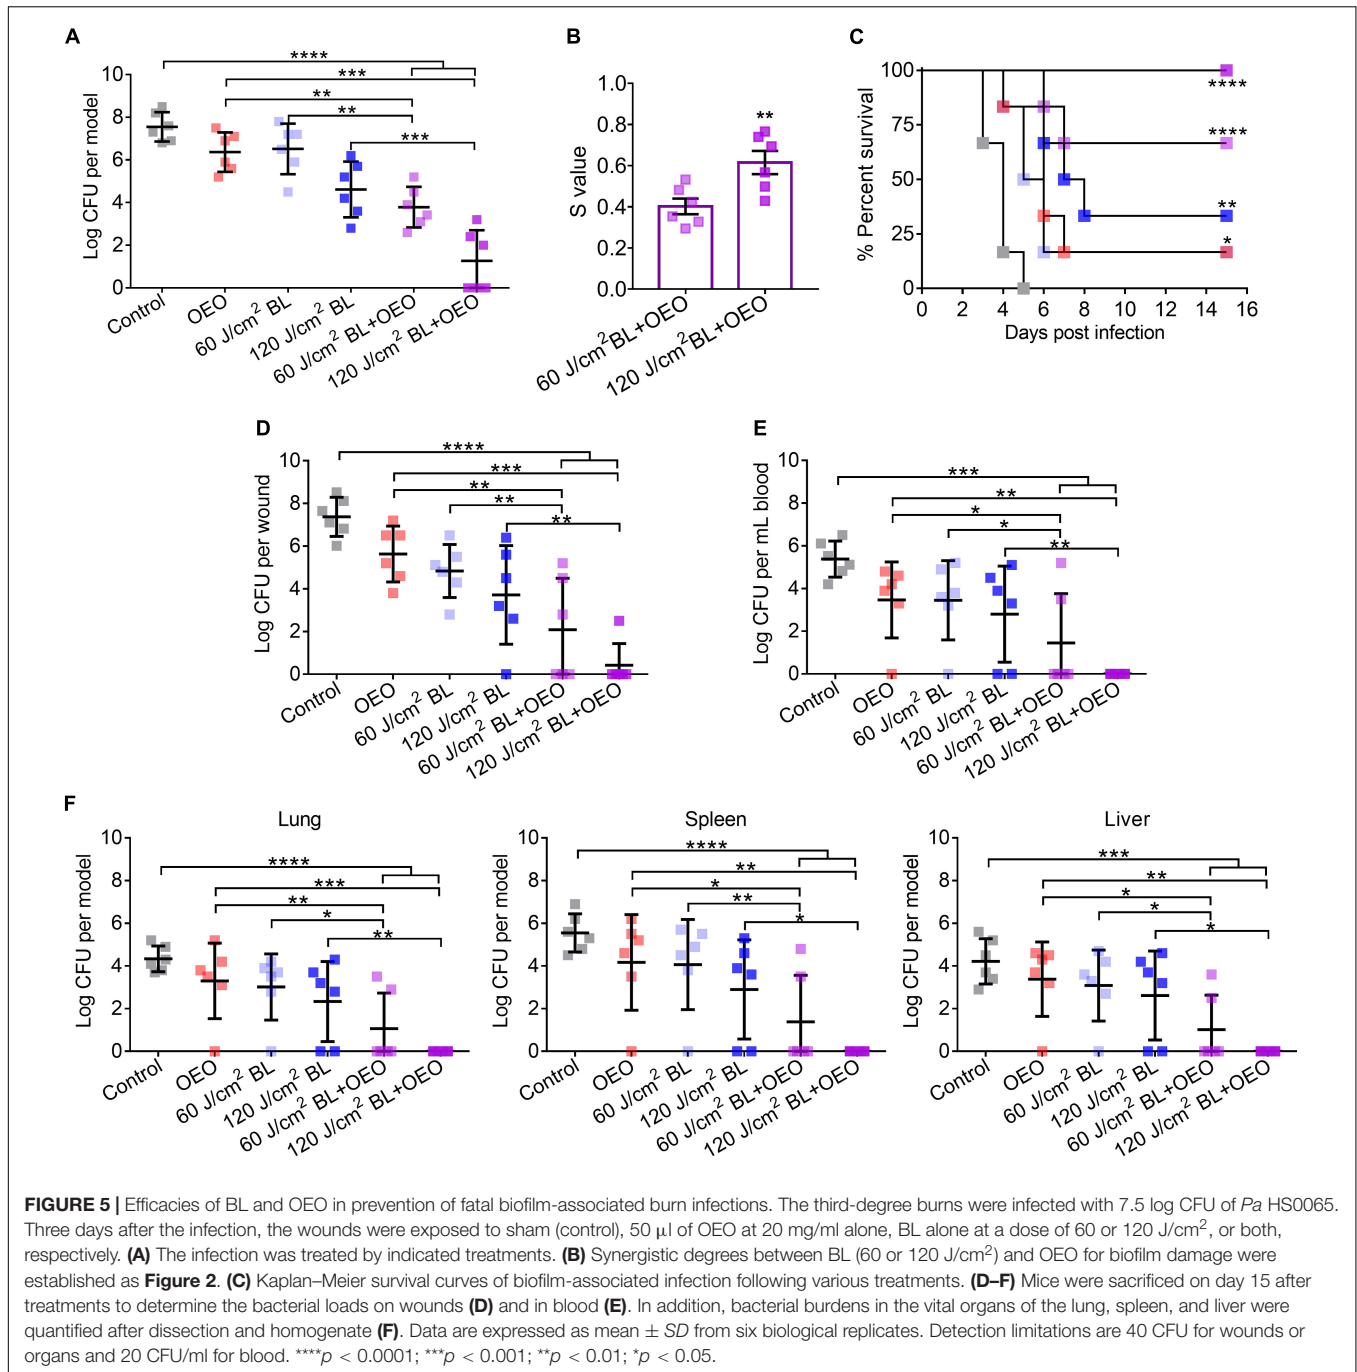 A
Log CFU per model
10
8
6
4
2
0
****
***
**
**
***
Control
OEO
60 J/cm² BL
120 J/cm² BL
60 J/cm² BL+OEO
120 J/cm² BL+OEO
B
S value
1.0
0.8
0.6
0.4
0.2
0.0
**
60 J/cm² BL+OEO
120 J/cm² BL+OEO
C
% Percent survival
100
75
50
25
0
****
****
**
*
0 2 4 6 8 10 12 14 16
Days post infection
D
Log CFU per wound
10
8
6
4
2
0
****
***
**
**
**
Control
OEO
60 J/cm² BL
120 J/cm² BL
60 J/cm² BL+OEO
120 J/cm² BL+OEO
E
Log CFU per mL blood
10
8
6
4
2
0
***
**
*
*
**
Control
OEO
60 J/cm² BL
120 J/cm² BL
60 J/cm² BL+OEO
120 J/cm² BL+OEO
F
Lung
Log CFU per model
10
8
6
4
2
0
****
***
**
*
**
Control
OEO
60 J/cm² BL
120 J/cm² BL
60 J/cm² BL+OEO
120 J/cm² BL+OEO
Spleen
Log CFU per model
10
8
6
4
2
0
****
**
*
**
*
Control
OEO
60 J/cm² BL
120 J/cm² BL
60 J/cm² BL+OEO
120 J/cm² BL+OEO
Liver
Log CFU per model
10
8
6
4
2
0
***
**
*
*
*
Control
OEO
60 J/cm² BL
120 J/cm² BL
60 J/cm² BL+OEO
120 J/cm² BL+OEO
FIGURE 5 | Efficacies of BL and OEO in prevention of fatal biofilm-associated burn infections. The third-degree burns were infected with 7.5 log CFU of Pa HS0065.
Three days after the infection, the wounds were exposed to sham (control), 50 µl of OEO at 20 mg/ml alone, BL alone at a dose of 60 or 120 J/cm², or both,
respectively. (A) The infection was treated by indicated treatments. (B) Synergistic degrees between BL (60 or 120 J/cm²) and OEO for biofilm damage were
established as Figure 2. (C) Kaplan–Meier survival curves of biofilm-associated infection following various treatments. (D–F) Mice were sacrificed on day 15 after
treatments to determine the bacterial loads on wounds (D) and in blood (E). In addition, bacterial burdens in the vital organs of the lung, spleen, and liver were
quantified after dissection and homogenate (F). Data are expressed as mean ± SD from six biological replicates. Detection limitations are 40 CFU for wounds or
organs and 20 CFU/ml for blood. ****p < 0.0001; ***p < 0.001; **p < 0.01; *p < 0.05.